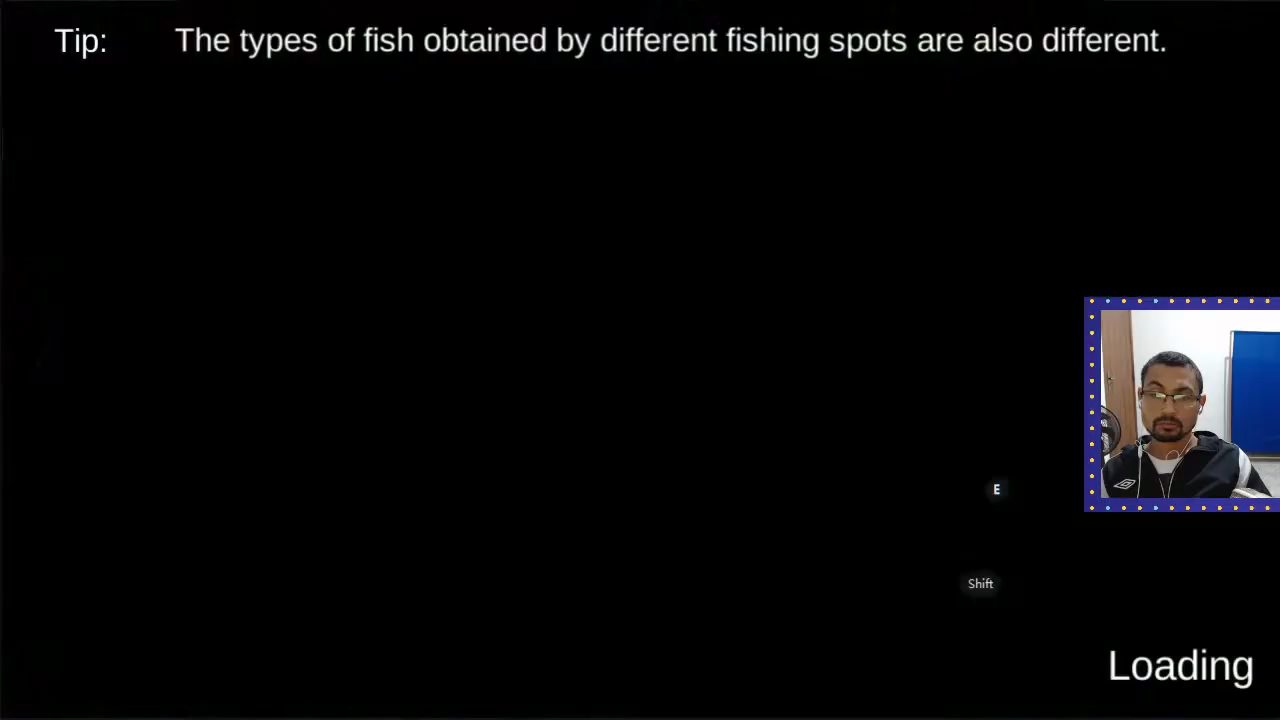 Tip: The types of fish obtained by different fishing spots are also different.
E
Shift
Loading